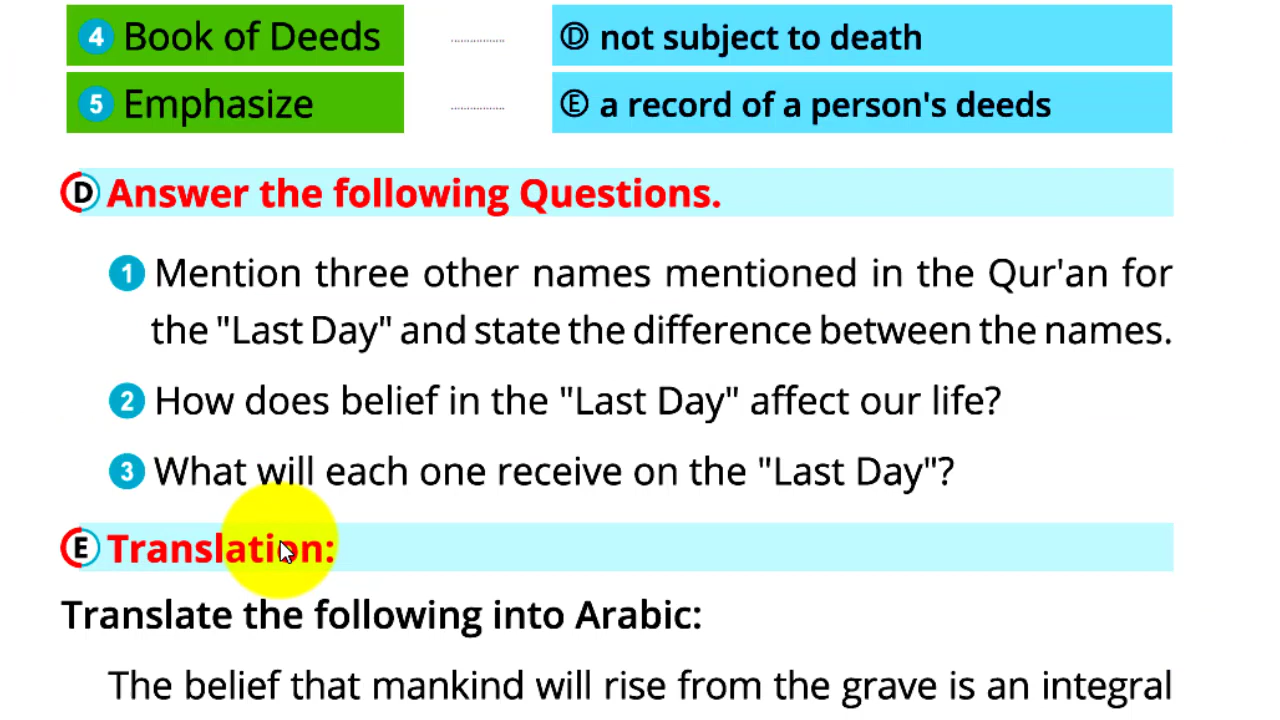 4 Book of Deeds ................ D not subject to death
5 Emphasize ................ E a record of a person's deeds
D Answer the following Questions.
1 Mention three other names mentioned in the Qur'an for
the "Last Day" and state the difference between the names.
2 How does belief in the "Last Day" affect our life?
3 What will each one receive on the "Last Day"?
E Translation:
Translate the following into Arabic:
The belief that mankind will rise from the grave is an integral